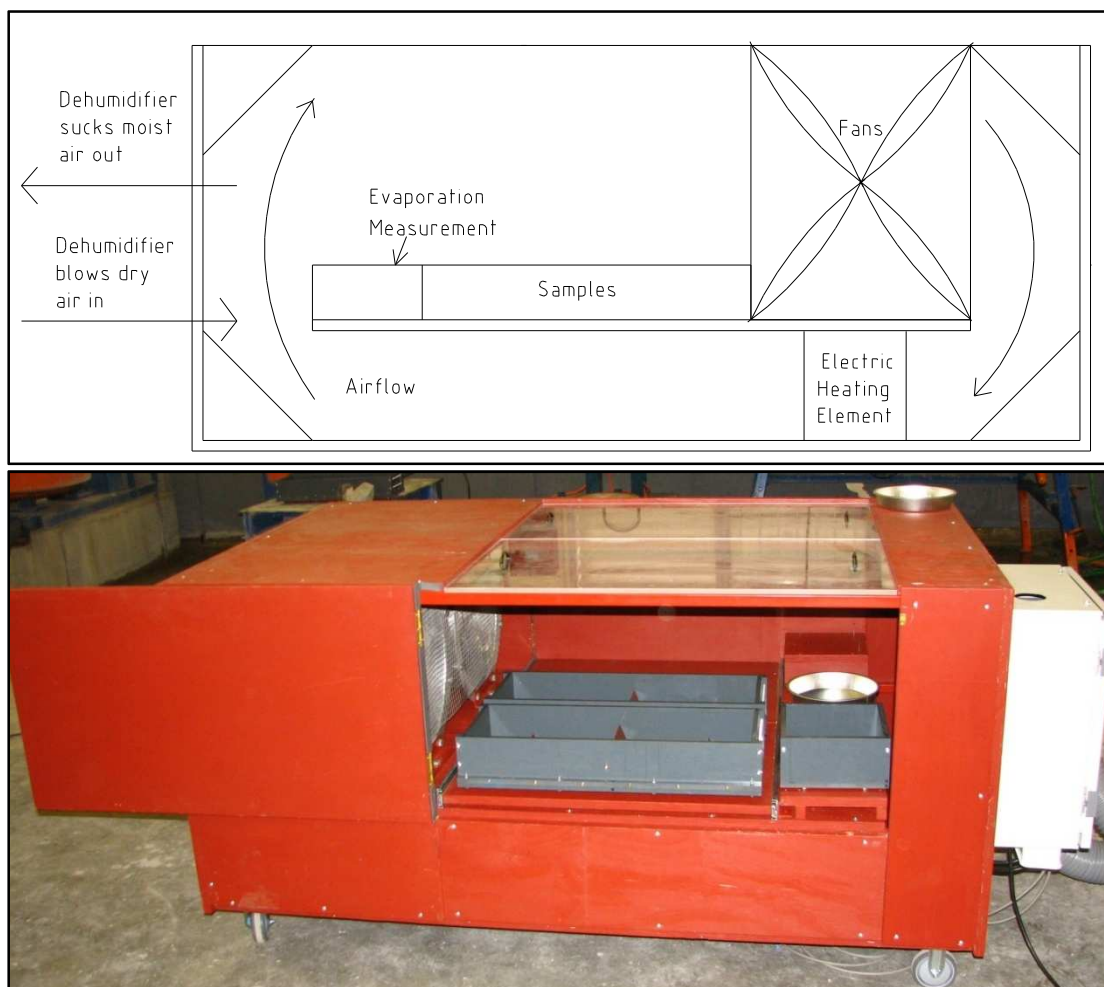 Dehumidifier
sucks moist
air out
Fans
Evaporation
Measurement
Dehumidifier
blows dry
air in
Samples
Airflow
Electric
Heating
Element